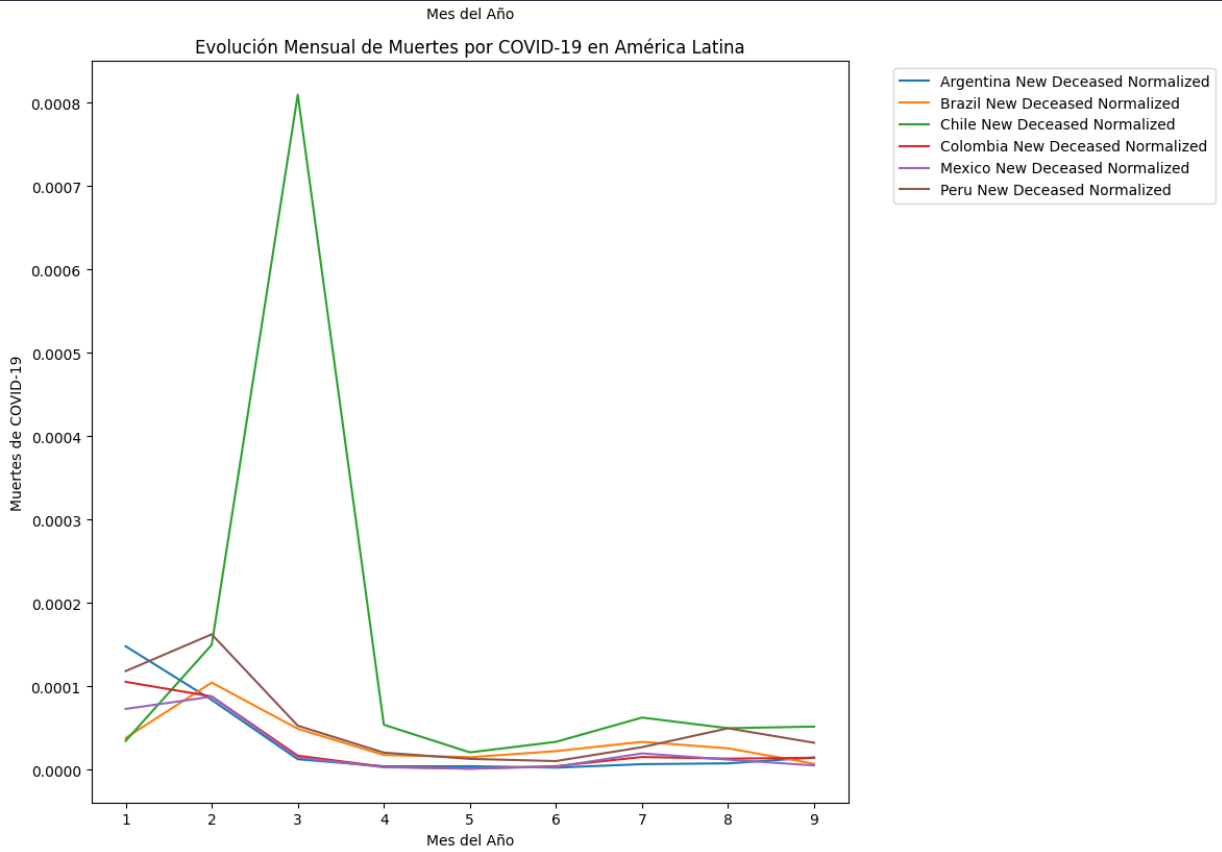 Mes del Año
Evolución Mensual de Muertes por COVID-19 en América Latina
Muertes de COVID-19
0.0008
0.0007
0.0006
0.0005
0.0004
0.0003
0.0002
0.0001
0.0000
1 2 3 4 5 6 7 8 9
Mes del Año
Argentina New Deceased Normalized
Brazil New Deceased Normalized
Chile New Deceased Normalized
Colombia New Deceased Normalized
Mexico New Deceased Normalized
Peru New Deceased Normalized